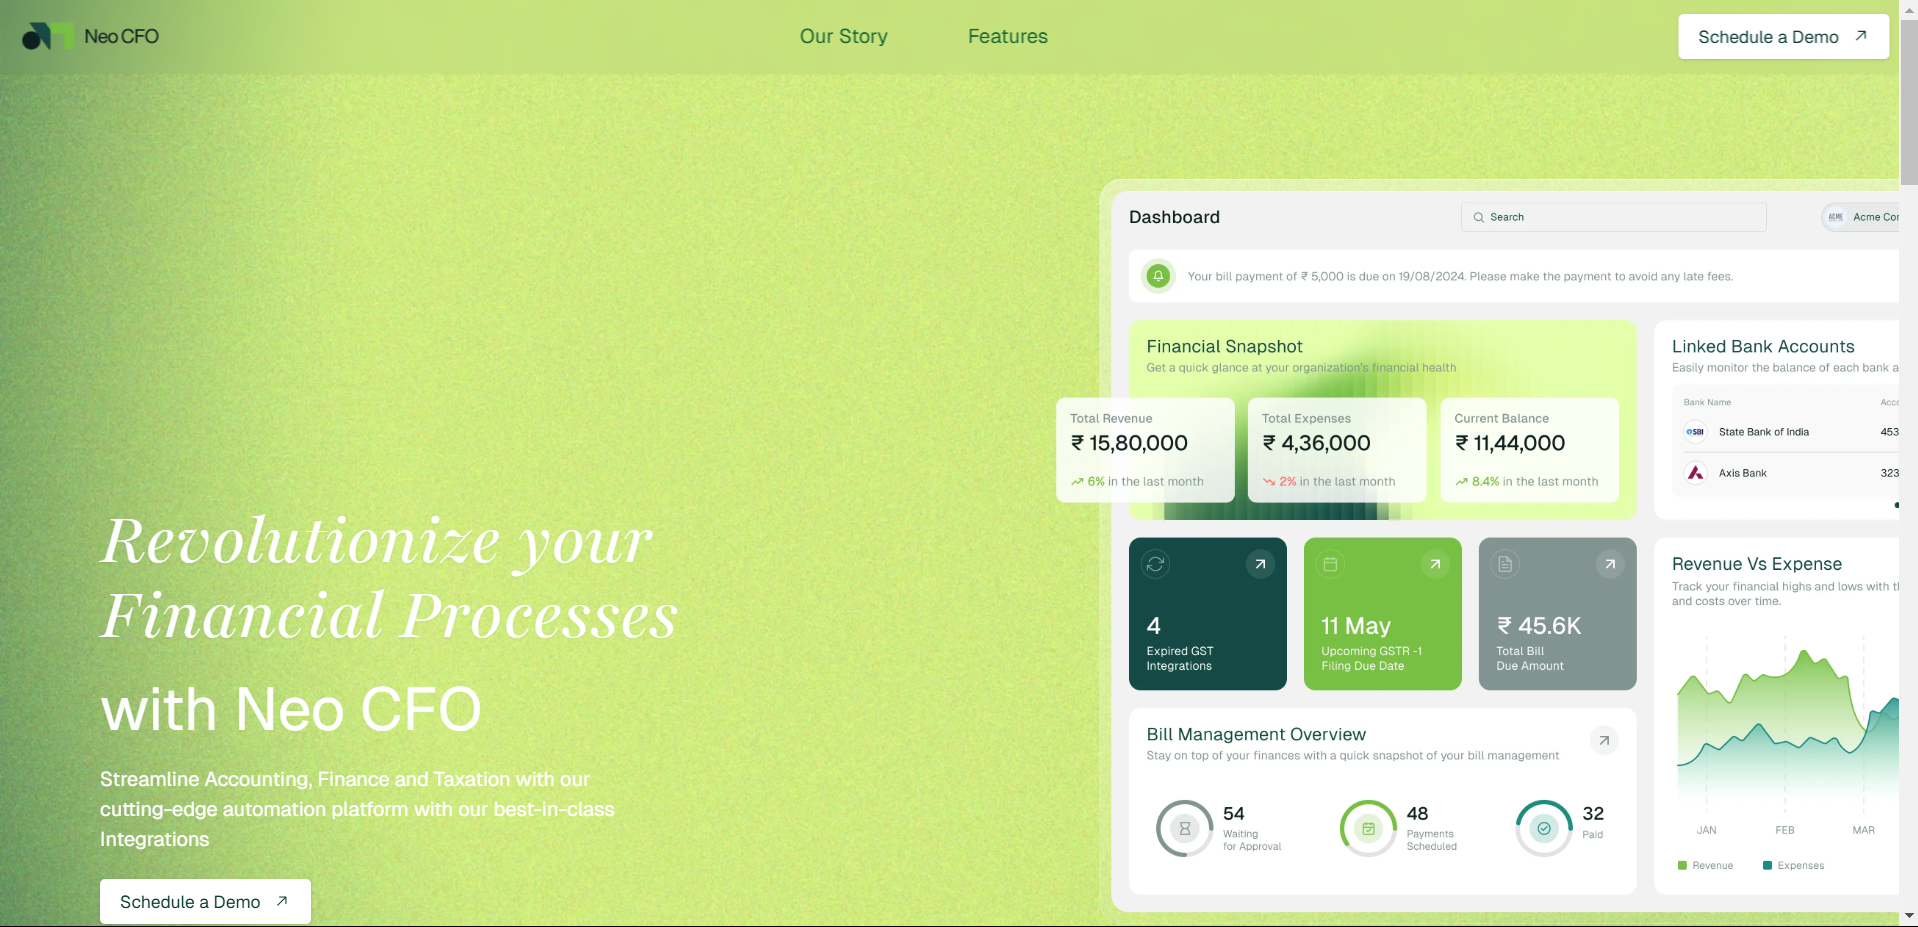 Neo CFO
Our Story
Features
Schedule a Demo
Revolutionize your
Financial Processes
with Neo CFO
Streamline Accounting, Finance and Taxation with our
cutting-edge automation platform with our best-in-class
Integrations
Schedule a Demo
Dashboard
Search
ACME
Acme Cor
Your bill payment of ₹ 5,000 is due on 19/08/2024. Please make the payment to avoid any late fees.
Financial Snapshot
Get a quick glance at your organization's financial health
Total Revenue
₹ 15,80,000
6% in the last month
Total Expenses
₹ 4,36,000
2% in the last month
Current Balance
₹ 11,44,000
8.4% in the last month
Linked Bank Accounts
Easily monitor the balance of each bank a
Bank Name
Acco
SBI
State Bank of India
453
Axis Bank
323
4
Expired GST
Integrations
11 May
Upcoming GSTR -1
Filing Due Date
₹ 45.6K
Total Bill
Due Amount
Revenue Vs Expense
Track your financial highs and lows with th
and costs over time.
JAN
FEB
MAR
Revenue
Expenses
Bill Management Overview
Stay on top of your finances with a quick snapshot of your bill management
54
Waiting
for Approval
48
Payments
Scheduled
32
Paid